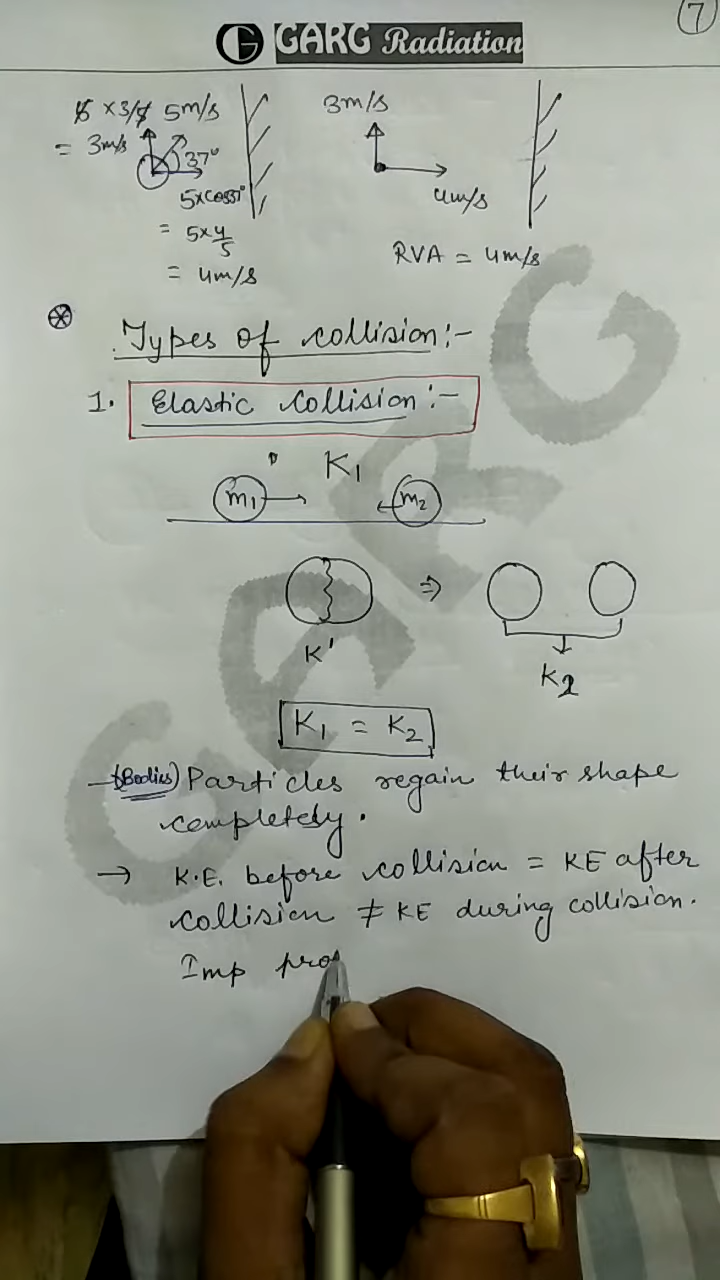 7
GARG Radiation
5 × 3/5 5m/s
= 3m/s
37°
5×cos37°
= 5×4/5
= 4m/s
3m/s
4m/s
RVA = 4m/s
Types of collision:-
1. Elastic Collision:-
K1
m1 m2
K' ⇒ K2
K1 = K2
→ (Bodies) Particles regain their shape
completely.
→ K.E. before collision = KE after
collision ≠ KE during collision.
Imp pro
GARG